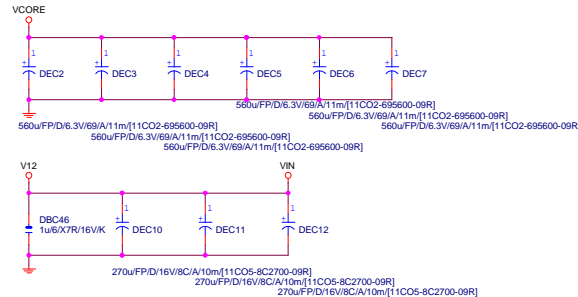 VCORE
1 1 1 1 1 1
+ DEC2 + DEC3 + DEC4 + DEC5 + DEC6 + DEC7
560u/FP/D/6.3V/69/A/11m/[11CO2-695600-09R]
560u/FP/D/6.3V/69/A/11m/[11CO2-695600-09R]
560u/FP/D/6.3V/69/A/11m/[11CO2-695600-09R]
560u/FP/D/6.3V/69/A/11m/[11CO2-695600-09R]
560u/FP/D/6.3V/69/A/11m/[11CO2-695600-09R]
560u/FP/D/6.3V/69/A/11m/[11CO2-695600-09R]
V12 VIN
1 1 1
DBC46
1u/6/X7R/16V/K
+ DEC10 + DEC11 + DEC12
270u/FP/D/16V/8C/A/10m/[11CO5-8C2700-09R]
270u/FP/D/16V/8C/A/10m/[11CO5-8C2700-09R]
270u/FP/D/16V/8C/A/10m/[11CO5-8C2700-09R]